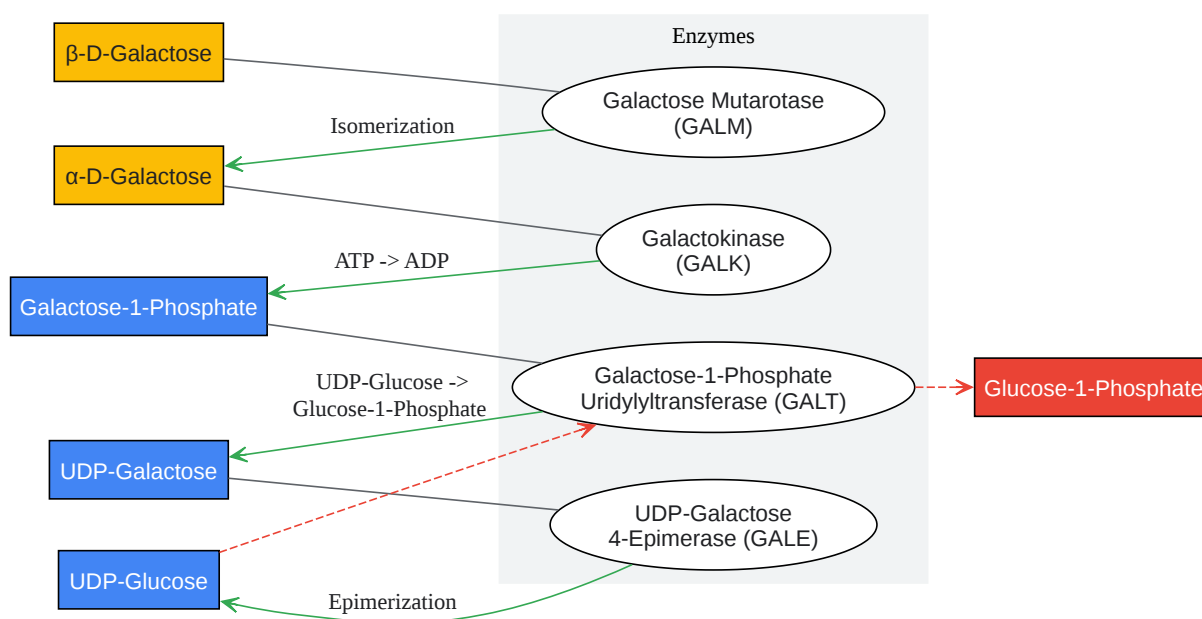 Enzymes
β-D-Galactose
Galactose Mutarotase
(GALM)
Isomerization
α-D-Galactose
Galactokinase
(GALK)
ATP -> ADP
Galactose-1-Phosphate
UDP-Glucose ->
Glucose-1-Phosphate
Galactose-1-Phosphate
Uridylyltransferase (GALT)
Glucose-1-Phosphate
UDP-Galactose
UDP-Galactose
4-Epimerase (GALE)
UDP-Glucose
Epimerization